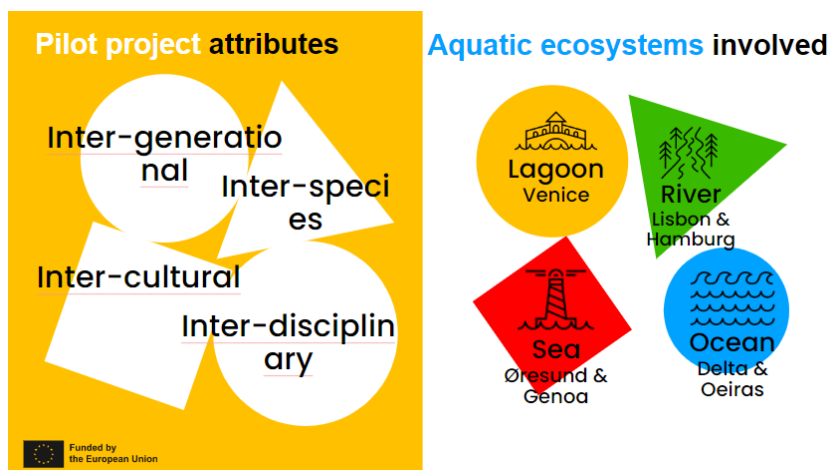 Pilot project attributes
Inter-generatio
nal
Inter-speci
es
Inter-cultural
Inter-disciplin
ary
Funded by
the European Union
Aquatic ecosystems involved
Lagoon
Venice
River
Lisbon &
Hamburg
Sea
Øresund &
Genoa
Ocean
Delta &
Oeiras